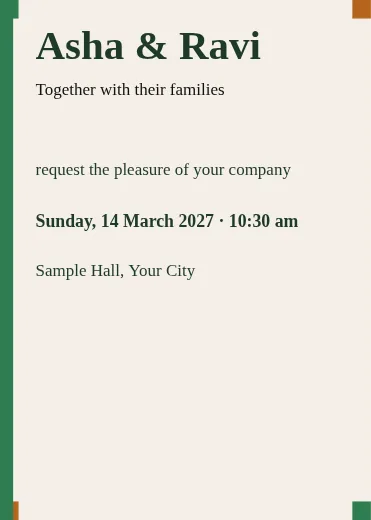 Asha & Ravi
Together with their families
request the pleasure of your company
Sunday, 14 March 2027 · 10:30 am
Sample Hall, Your City